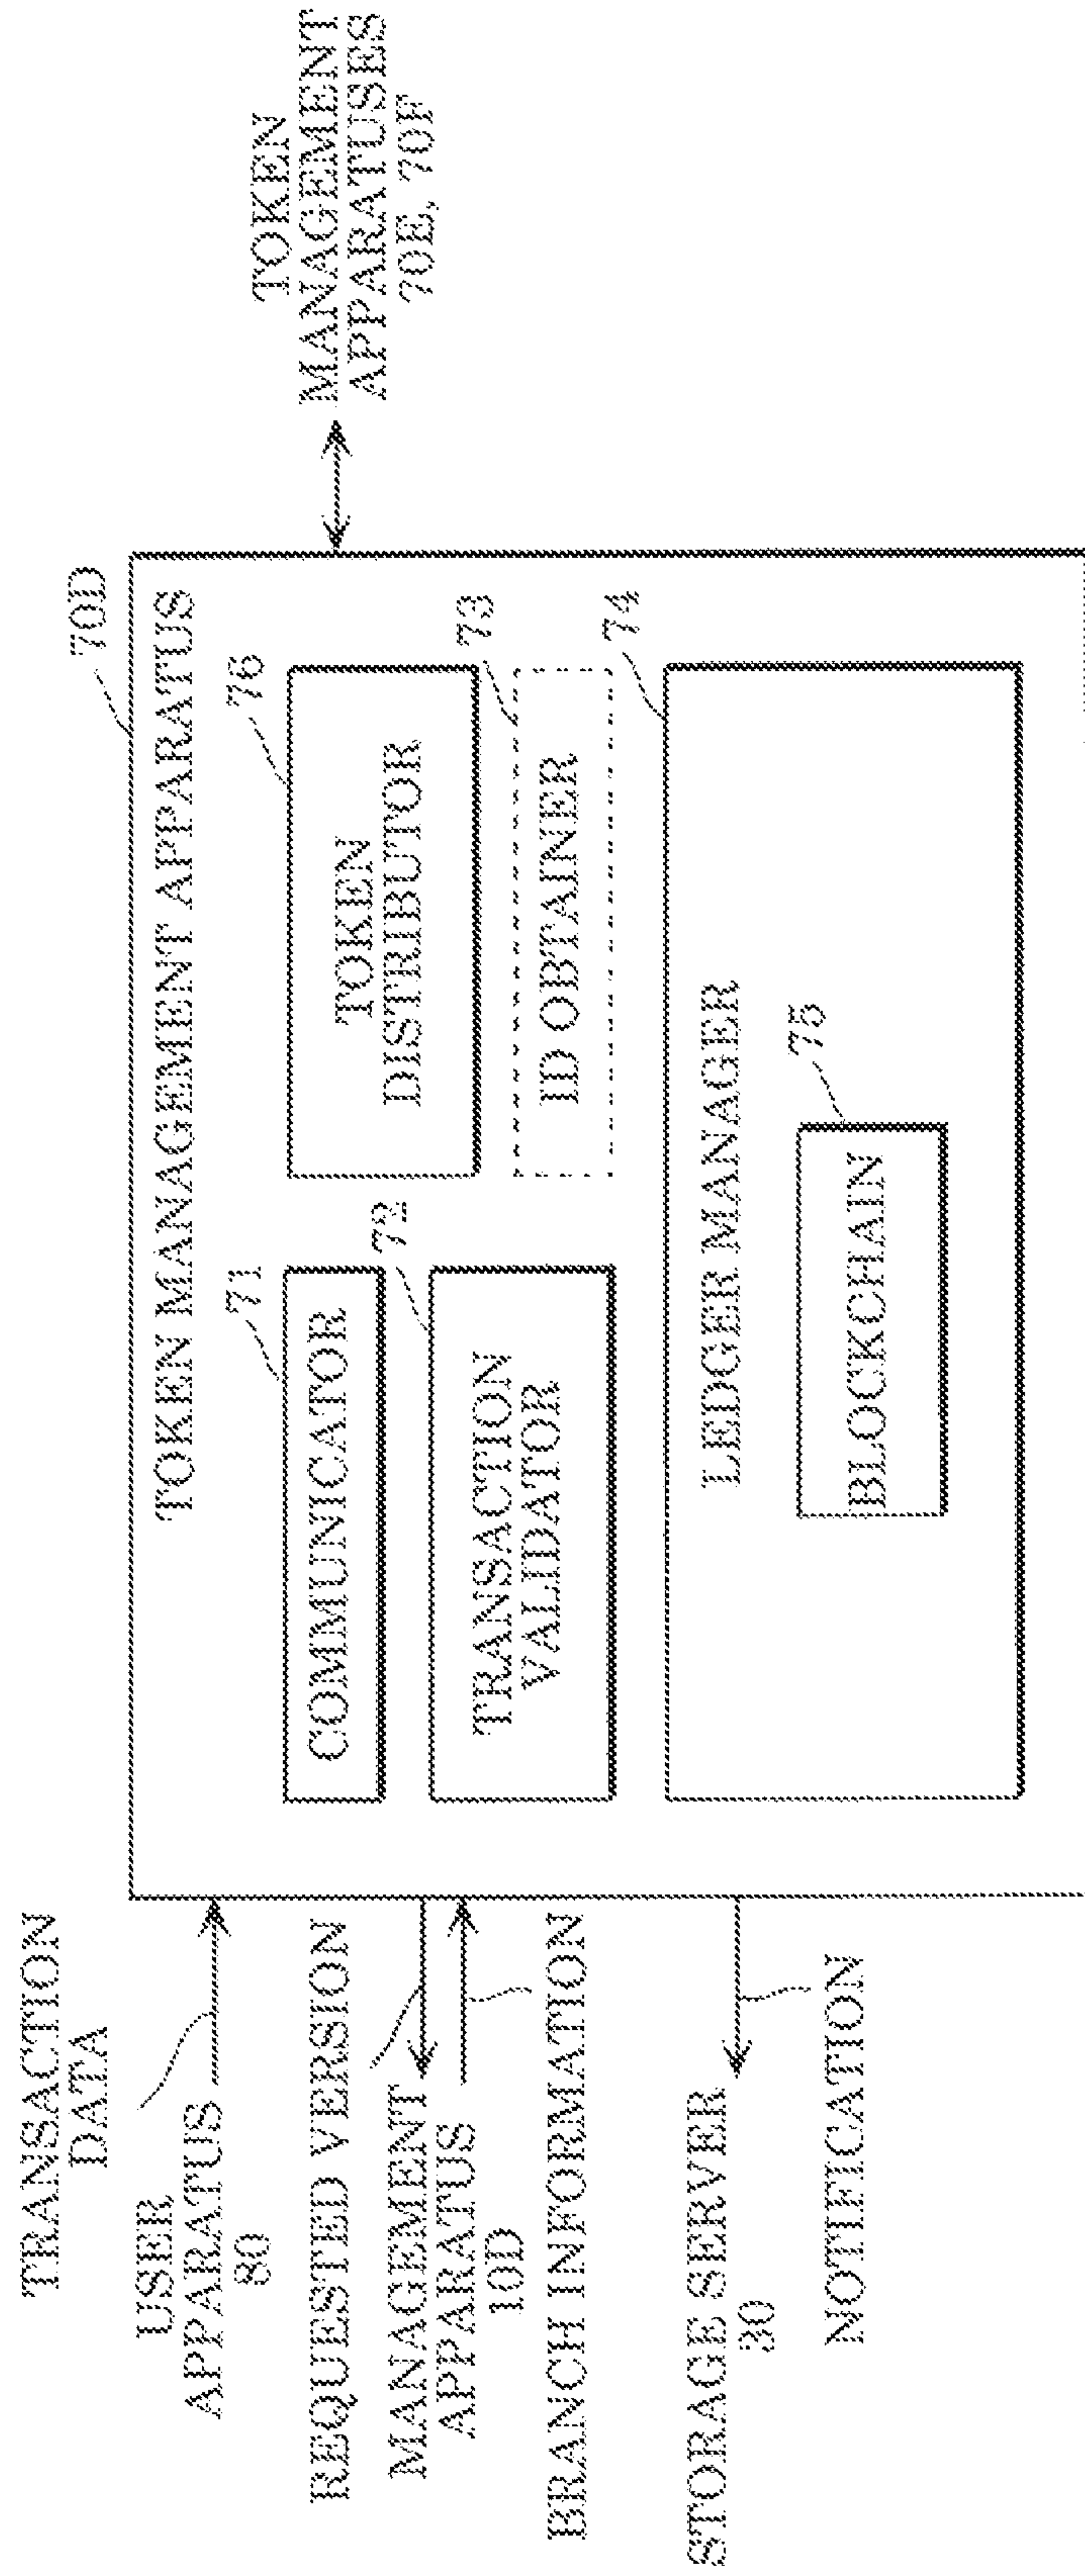 TRANSACTION
DATA
USER
APPARATUS
80
REQUESTED VERSION
MANAGEMENT
APPARATUS
10D
BRANCH INFORMATION
STORAGE SERVER
30
NOTIFICATION
70D
TOKEN MANAGEMENT APPARATUS
71
COMMUNICATOR
72
TRANSACTION
VALIDATOR
76
TOKEN
DISTRIBUTOR
73
ID OBTAINER
74
LEDGER MANAGER
75
BLOCKCHAIN
TOKEN
MANAGEMENT
APPARATUSES
70E, 70F